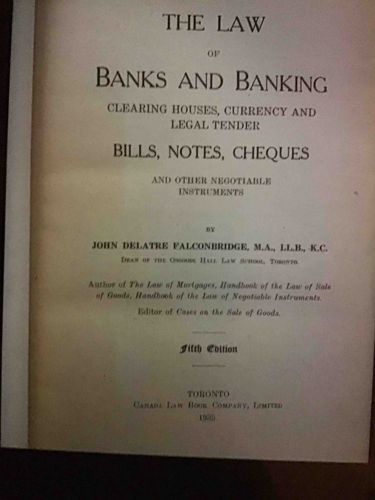 THE LAW
OF
BANKS AND BANKING
CLEARING HOUSES, CURRENCY AND
LEGAL TENDER
BILLS, NOTES, CHEQUES
AND OTHER NEGOTIABLE
INSTRUMENTS
BY
JOHN DELATRE FALCONBRIDGE, M.A., LL.B., K.C.
DEAN OF THE OSGOODE HALL LAW SCHOOL, TORONTO.
Author of The Law of Mortgages, Handbook of the Law of Sale
of Goods, Handbook of the Law of Negotiable Instruments.
Editor of Cases on the Sale of Goods.
Fifth Edition
TORONTO
CANADA LAW BOOK COMPANY, LIMITED
1935